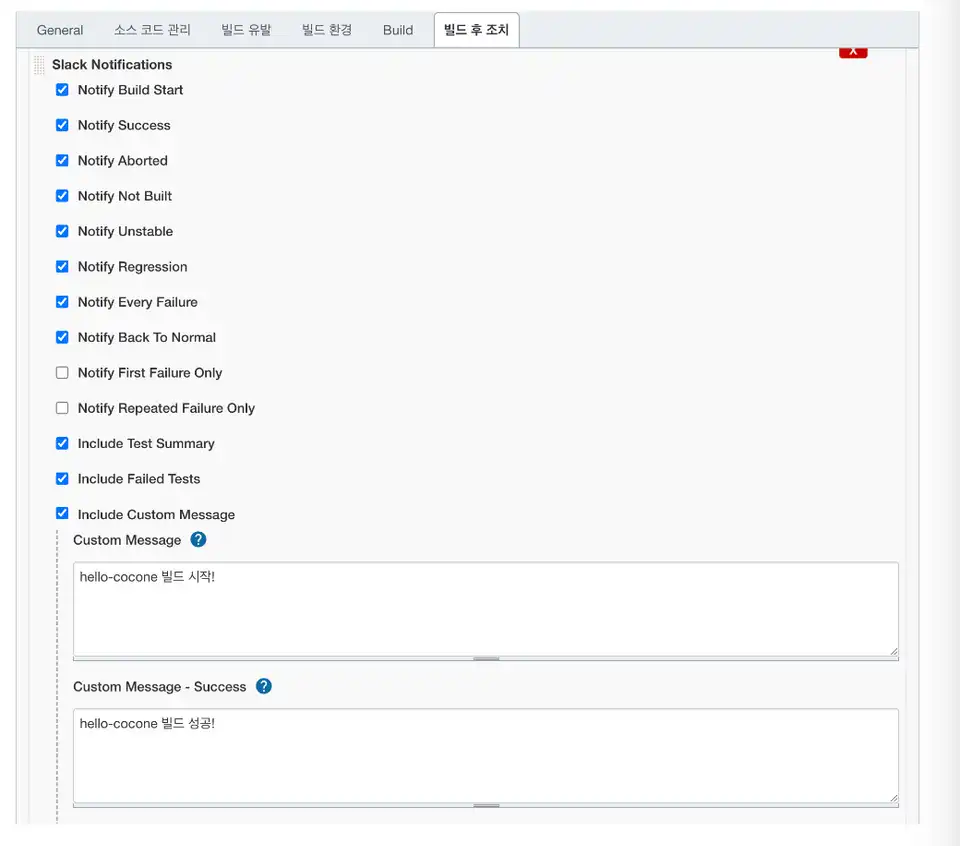 General 소스 코드 관리 빌드 유발 빌드 환경 Build 빌드 후 조치
X
Slack Notifications
Notify Build Start
Notify Success
Notify Aborted
Notify Not Built
Notify Unstable
Notify Regression
Notify Every Failure
Notify Back To Normal
Notify First Failure Only
Notify Repeated Failure Only
Include Test Summary
Include Failed Tests
Include Custom Message
Custom Message ?
hello-cocone 빌드 시작!
Custom Message - Success ?
hello-cocone 빌드 성공!